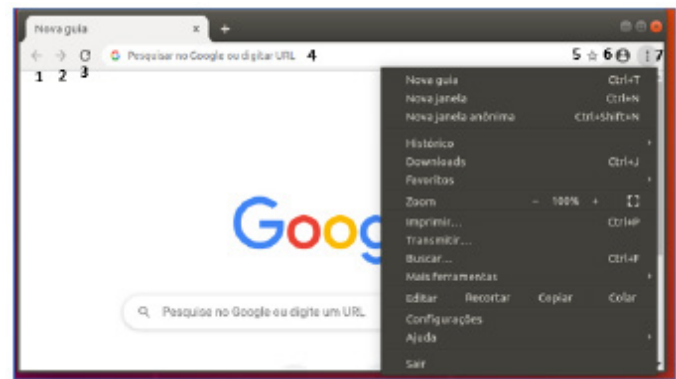 Nova guia x +
Pesquisar no Google ou digitar URL 4 5 6 7
1 2 3
Nova guia Ctrl+T
Nova janela Ctrl+N
Nova janela anônima Ctrl+Shift+N
Histórico
Downloads Ctrl+J
Favoritos
Zoom - 100% +
Imprimir... Ctrl+P
Transmitir...
Buscar... Ctrl+F
Mais ferramentas
Editar Recortar Copiar Colar
Configurações
Ajuda
Sair
Goog
Pesquise no Google ou digite um URL